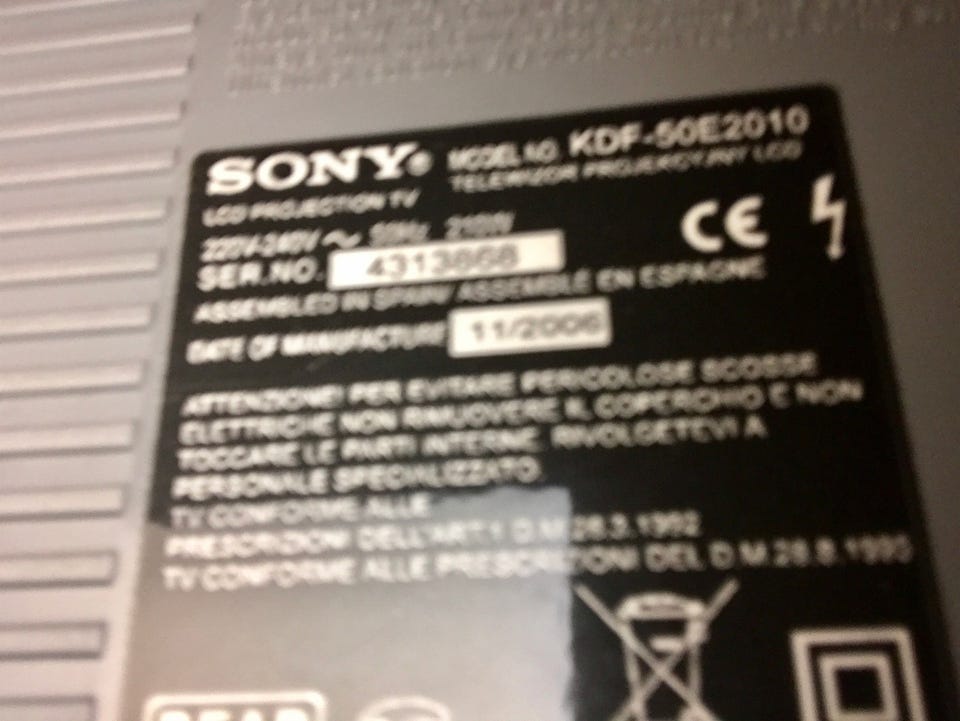 SONY® MODEL NO. KDF-50E2010
LCD PROJECTION TV TELEWIZOR PROJEKCYJNY LCD
220V-240V ~ 50Hz 210W
SER.NO. 4313868
ASSEMBLED IN SPAIN/ ASSEMBLÉ EN ESPAGNE
DATE OF MANUFACTURE 11/2006
ATTENZIONE! PER EVITARE PERICOLOSE SCOSSE
ELETTRICHE NON RIMUOVERE IL COPERCHIO E NON
TOCCARE LE PARTI INTERNE. RIVOLGETEVI A
PERSONALE SPECIALIZZATO.
TV CONFORME ALLE
PRESCRIZIONI DELL'ART.1 D.M.26.3.1992
TV CONFORME ALLE PRESCRIZIONI DEL D.M.28.8.1995
CE